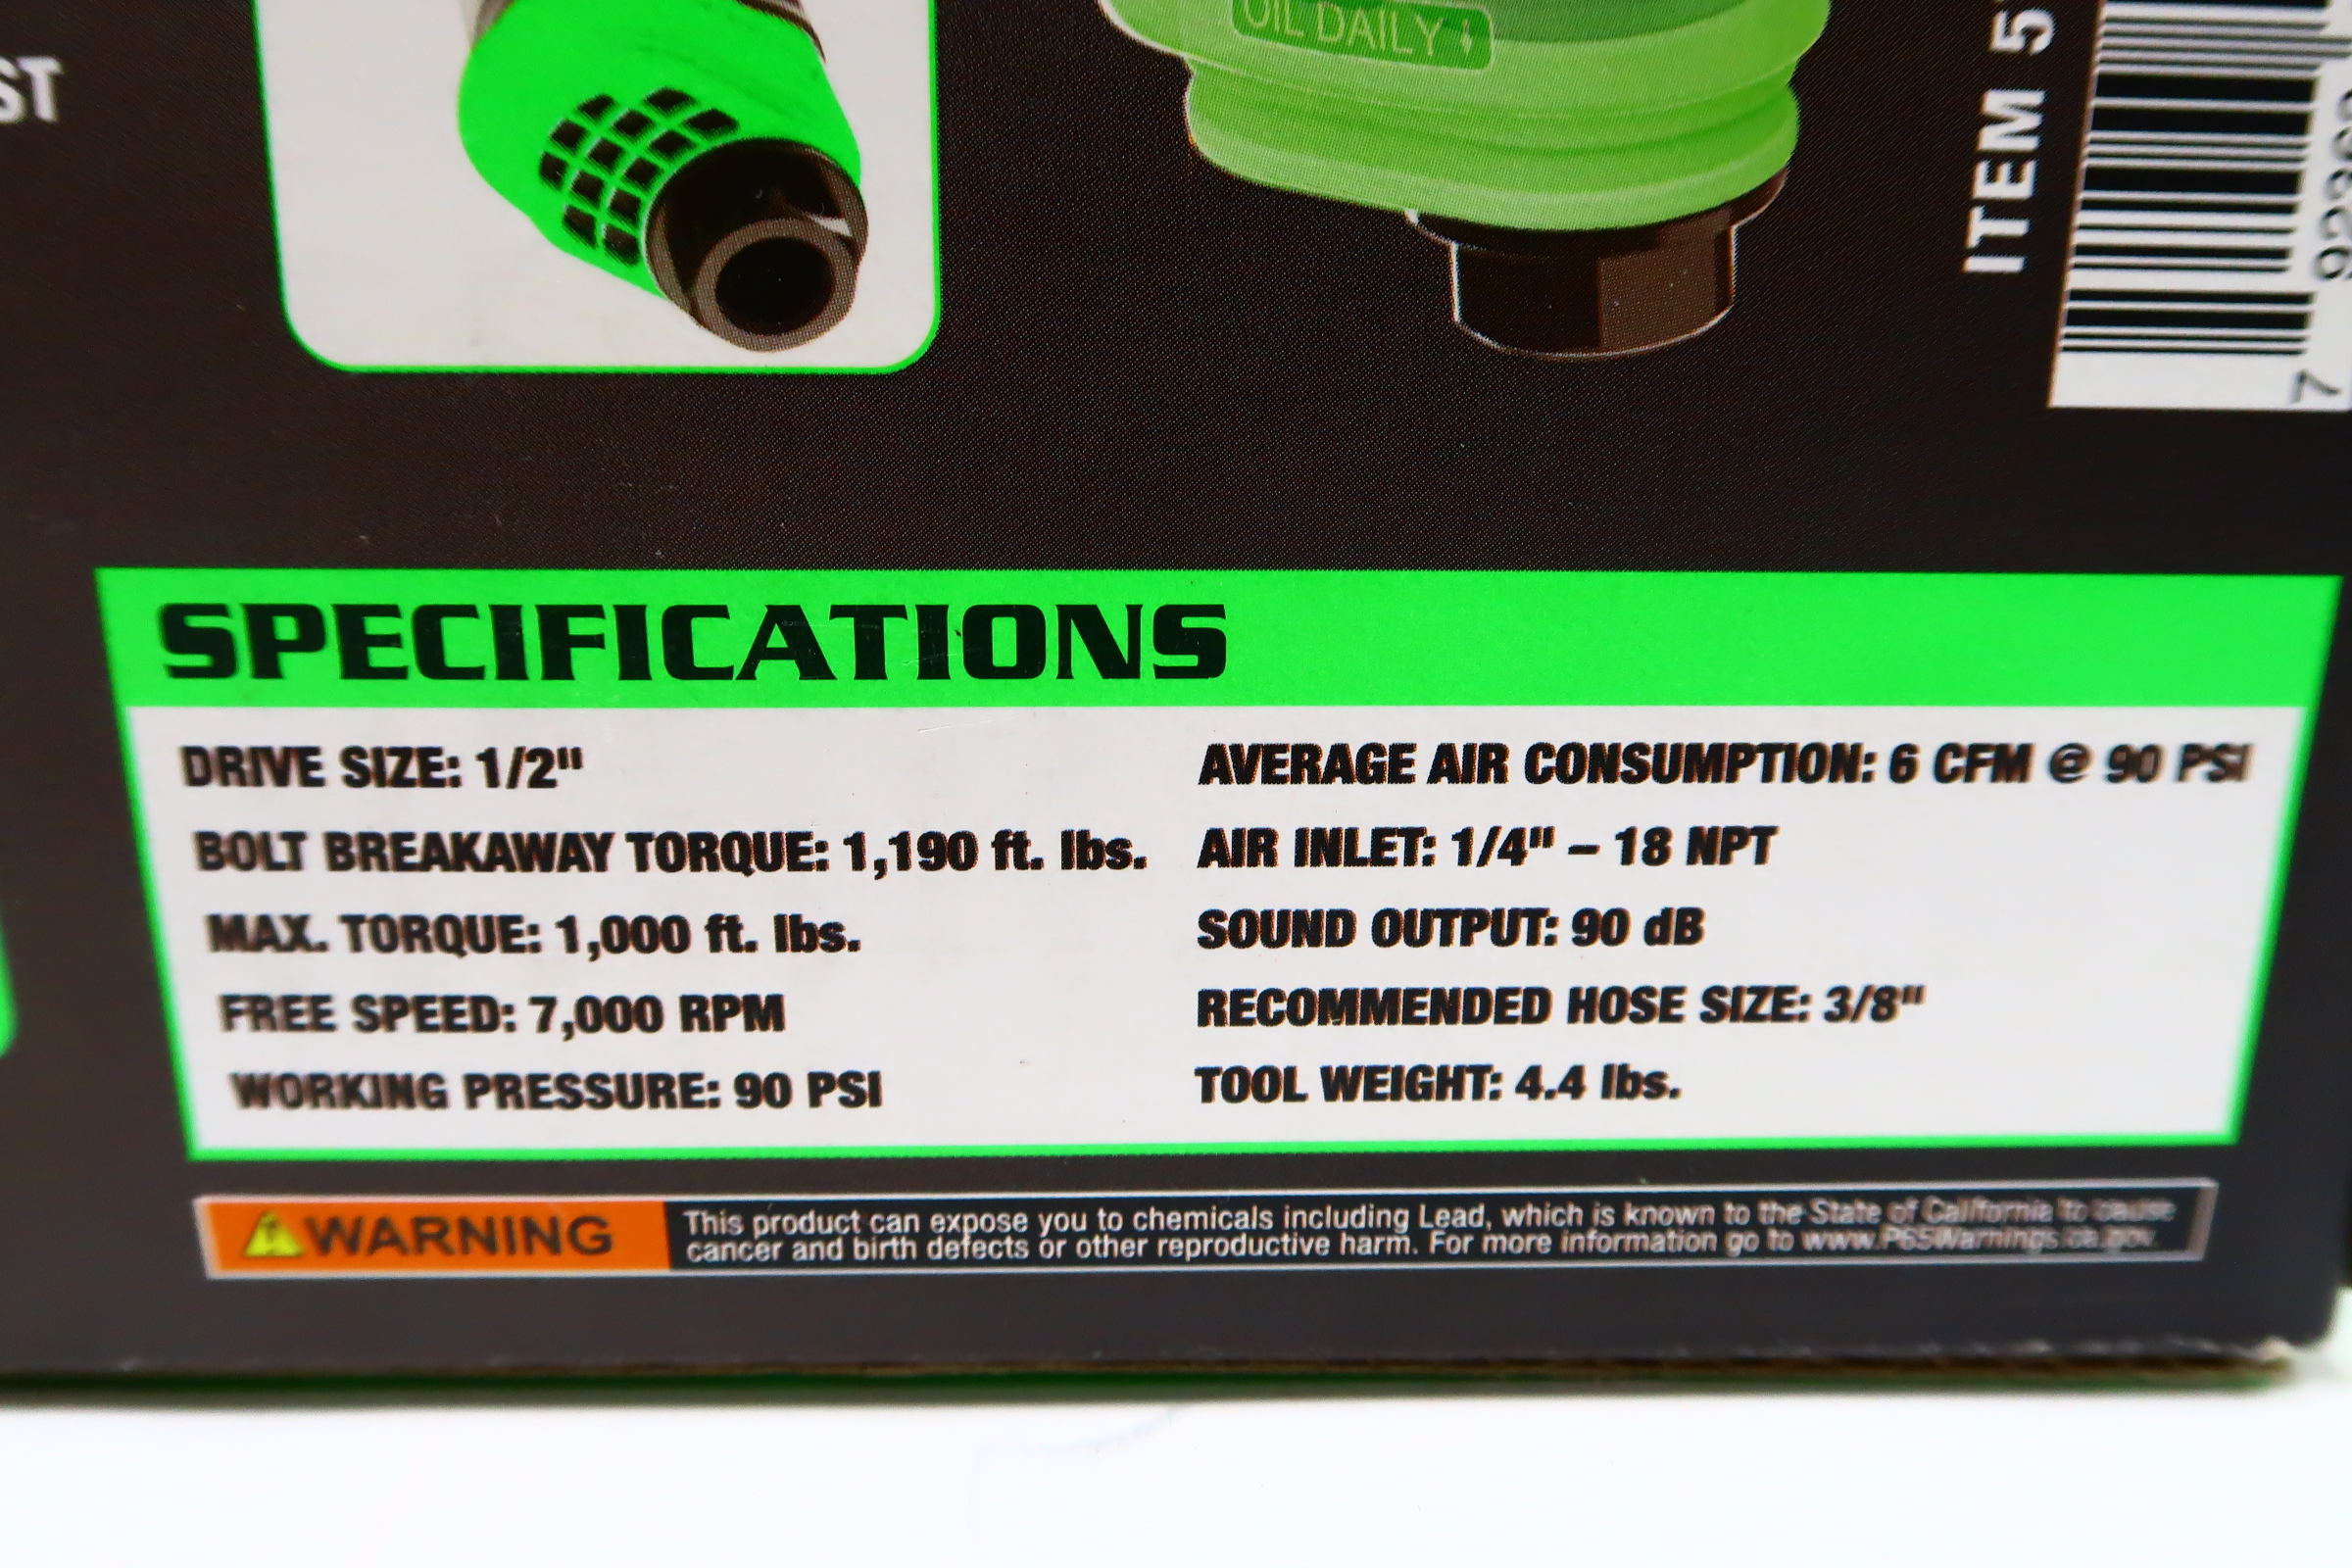 ST
OIL DAILY
ITEM 5
7
SPECIFICATIONS
DRIVE SIZE: 1/2"
BOLT BREAKAWAY TORQUE: 1,190 ft. lbs.
MAX. TORQUE: 1,000 ft. lbs.
FREE SPEED: 7,000 RPM
WORKING PRESSURE: 90 PSI
AVERAGE AIR CONSUMPTION: 6 CFM @ 90 PSI
AIR INLET: 1/4" – 18 NPT
SOUND OUTPUT: 90 dB
RECOMMENDED HOSE SIZE: 3/8"
TOOL WEIGHT: 4.4 lbs.
WARNING
This product can expose you to chemicals including Lead, which is known to the State of California to cause
cancer and birth defects or other reproductive harm. For more information go to www.P65Warnings.ca.gov.